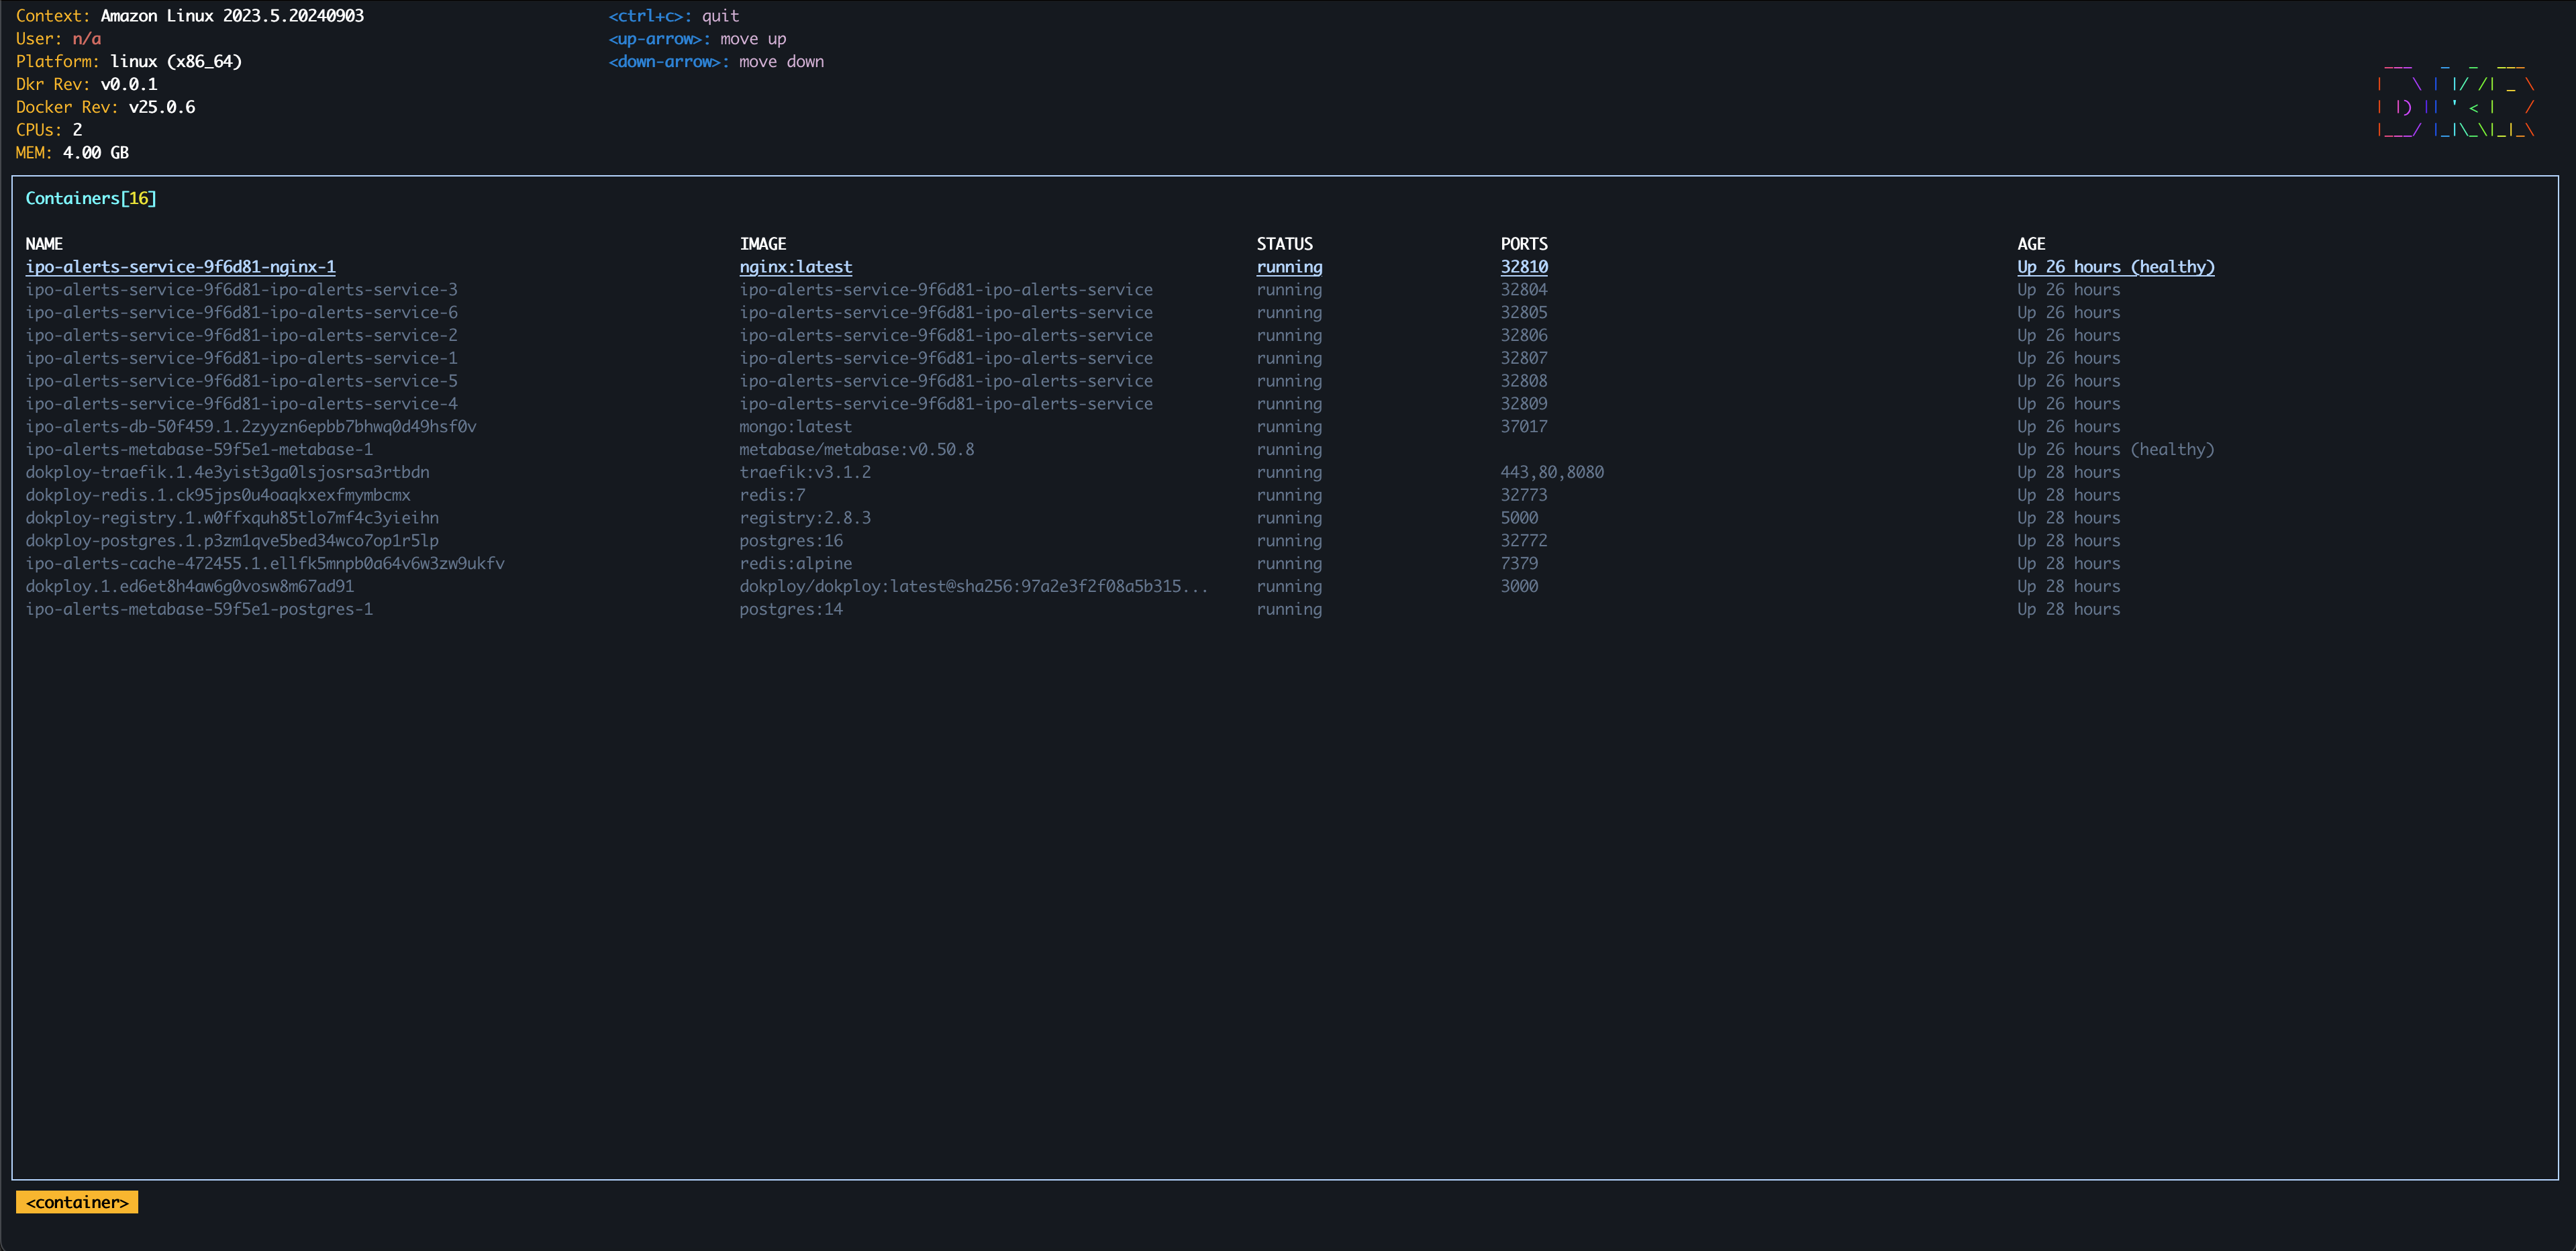 Context: Amazon Linux 2023.5.20240903 <ctrl+c>: quit
User: n/a <up-arrow>: move up
Platform: linux (x86_64) <down-arrow>: move down
Dkr Rev: v0.0.1
Docker Rev: v25.0.6
CPUs: 2
MEM: 4.00 GB
DKR
Containers[16]
NAME IMAGE STATUS PORTS AGE
ipo-alerts-service-9f6d81-nginx-1 nginx:latest running 32810 Up 26 hours (healthy)
ipo-alerts-service-9f6d81-ipo-alerts-service-3 ipo-alerts-service-9f6d81-ipo-alerts-service running 32804 Up 26 hours
ipo-alerts-service-9f6d81-ipo-alerts-service-6 ipo-alerts-service-9f6d81-ipo-alerts-service running 32805 Up 26 hours
ipo-alerts-service-9f6d81-ipo-alerts-service-2 ipo-alerts-service-9f6d81-ipo-alerts-service running 32806 Up 26 hours
ipo-alerts-service-9f6d81-ipo-alerts-service-1 ipo-alerts-service-9f6d81-ipo-alerts-service running 32807 Up 26 hours
ipo-alerts-service-9f6d81-ipo-alerts-service-5 ipo-alerts-service-9f6d81-ipo-alerts-service running 32808 Up 26 hours
ipo-alerts-service-9f6d81-ipo-alerts-service-4 ipo-alerts-service-9f6d81-ipo-alerts-service running 32809 Up 26 hours
ipo-alerts-db-50f459.1.2zyyzn6epbb7bhwq0d49hsf0v mongo:latest running 37017 Up 26 hours
ipo-alerts-metabase-59f5e1-metabase-1 metabase/metabase:v0.50.8 running Up 26 hours (healthy)
dokploy-traefik.1.4e3yist3ga0lsjosrsa3rtbdn traefik:v3.1.2 running 443,80,8080 Up 28 hours
dokploy-redis.1.ck95jps0u4oaqkxexfmymbcmx redis:7 running 32773 Up 28 hours
dokploy-registry.1.w0ffxquh85tlo7mf4c3yieihn registry:2.8.3 running 5000 Up 28 hours
dokploy-postgres.1.p3zm1qve5bed34wco7op1r5lp postgres:16 running 32772 Up 28 hours
ipo-alerts-cache-472455.1.ellfk5mnpb0a64v6w3zw9ukfv redis:alpine running 7379 Up 28 hours
dokploy.1.ed6et8h4aw6g0vosw8m67ad91 dokploy/dokploy:latest@sha256:97a2e3f2f08a5b315... running 3000 Up 28 hours
ipo-alerts-metabase-59f5e1-postgres-1 postgres:14 running Up 28 hours
<container>